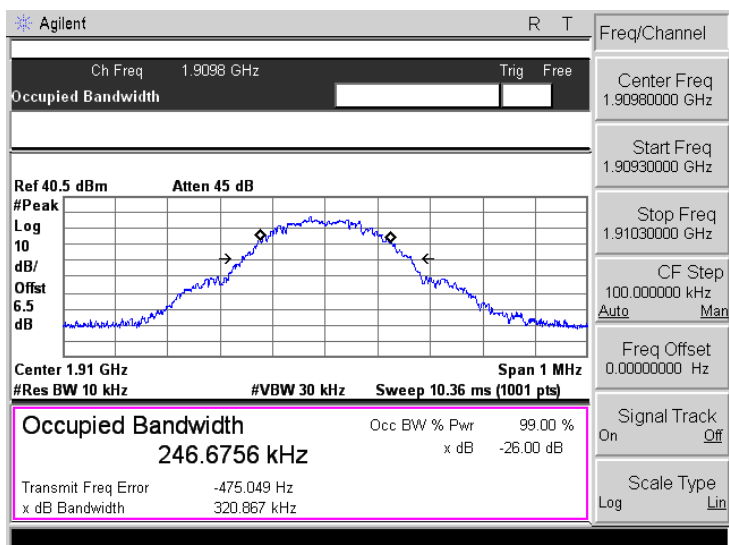 Agilent R T
Ch Freq 1.9098 GHz Trig Free
Occupied Bandwidth
Ref 40.5 dBm Atten 45 dB
#Peak
Log
10
dB/
Offst
6.5
dB
Center 1.91 GHz Span 1 MHz
#Res BW 10 kHz #VBW 30 kHz Sweep 10.36 ms (1001 pts)
Occupied Bandwidth Occ BW % Pwr 99.00 %
246.6756 kHz x dB -26.00 dB
Transmit Freq Error -475.049 Hz
x dB Bandwidth 320.867 kHz
Freq/Channel
Center Freq
1.90980000 GHz
Start Freq
1.90930000 GHz
Stop Freq
1.91030000 GHz
CF Step
100.000000 kHz
Auto Man
Freq Offset
0.00000000 Hz
Signal Track
On Off
Scale Type
Log Lin